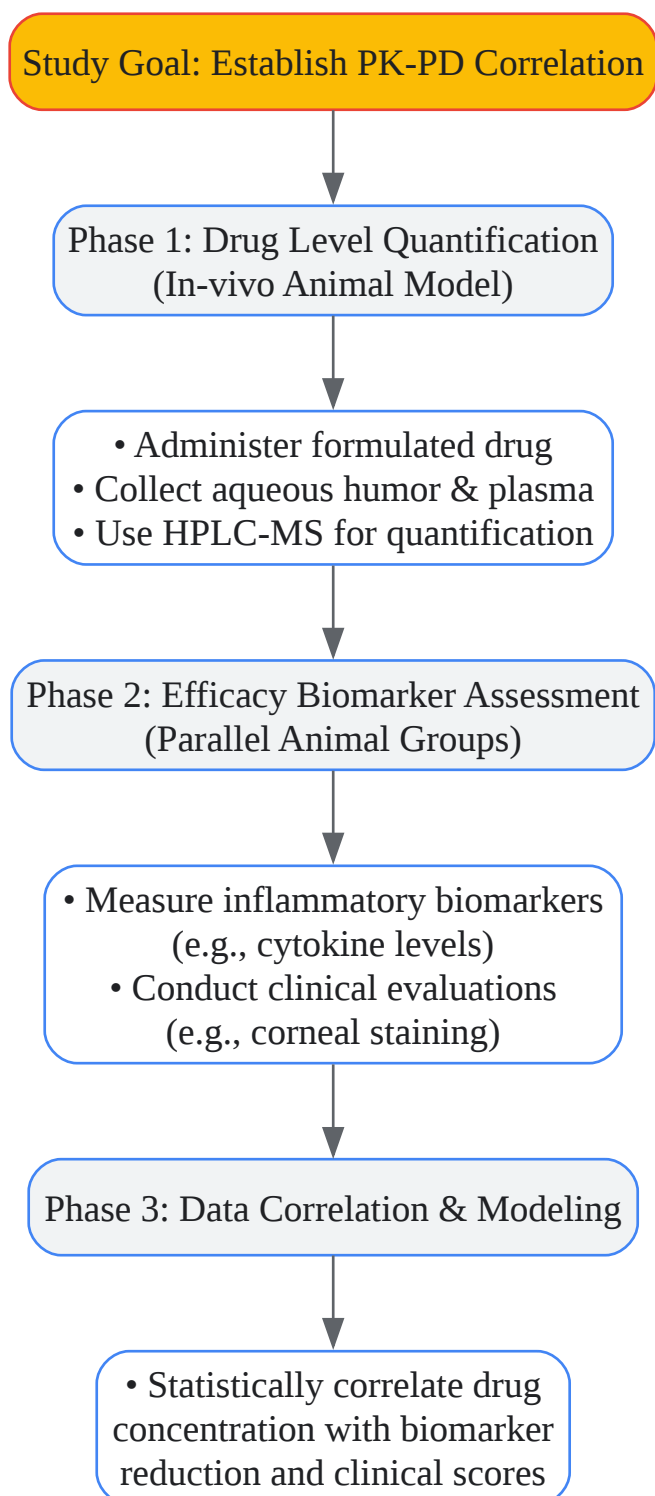 Study Goal: Establish PK-PD Correlation
Phase 1: Drug Level Quantification
(In-vivo Animal Model)
• Administer formulated drug
• Collect aqueous humor & plasma
• Use HPLC-MS for quantification
Phase 2: Efficacy Biomarker Assessment
(Parallel Animal Groups)
• Measure inflammatory biomarkers
(e.g., cytokine levels)
• Conduct clinical evaluations
(e.g., corneal staining)
Phase 3: Data Correlation & Modeling
• Statistically correlate drug
concentration with biomarker
reduction and clinical scores